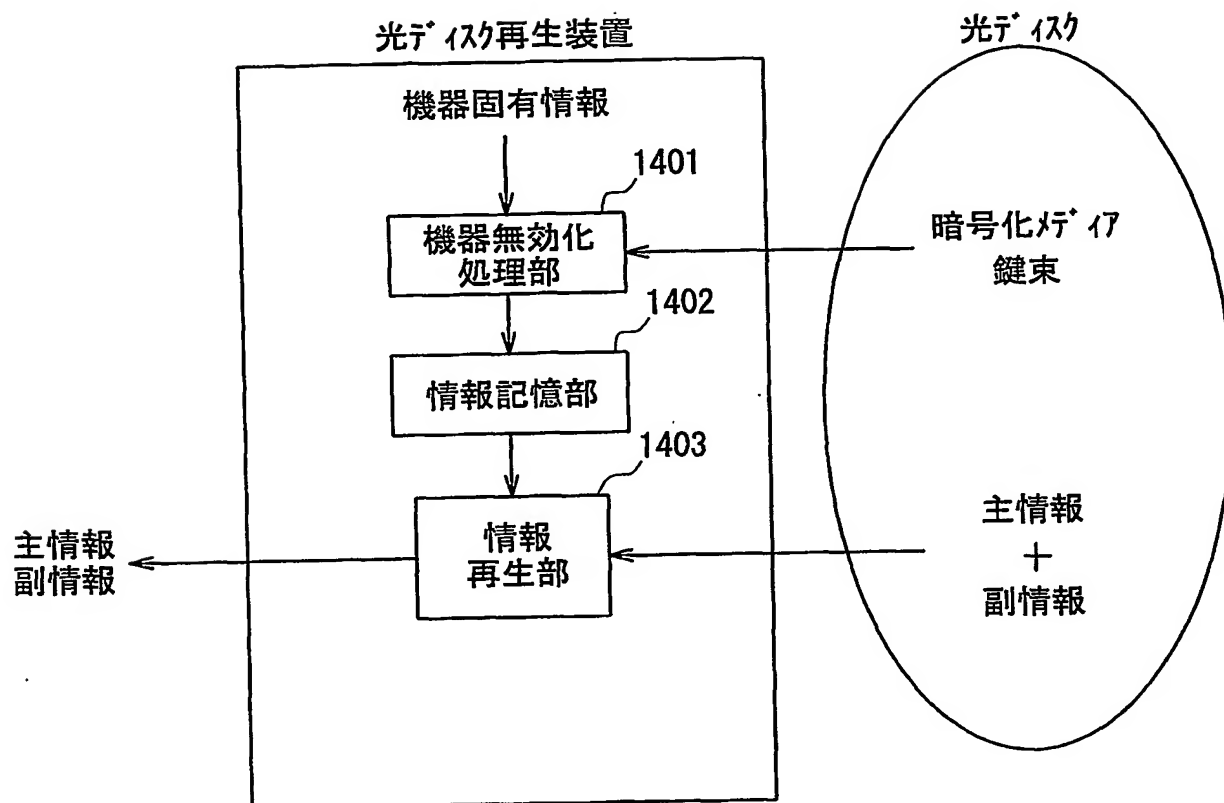 光ﾃﾞｨｽｸ再生装置
光ﾃﾞｨｽｸ
機器固有情報
1401
機器無効化
処理部
暗号化ﾒﾃﾞｨｱ
鍵束
1402
情報記憶部
1403
情報
再生部
主情報
+
副情報
主情報
副情報